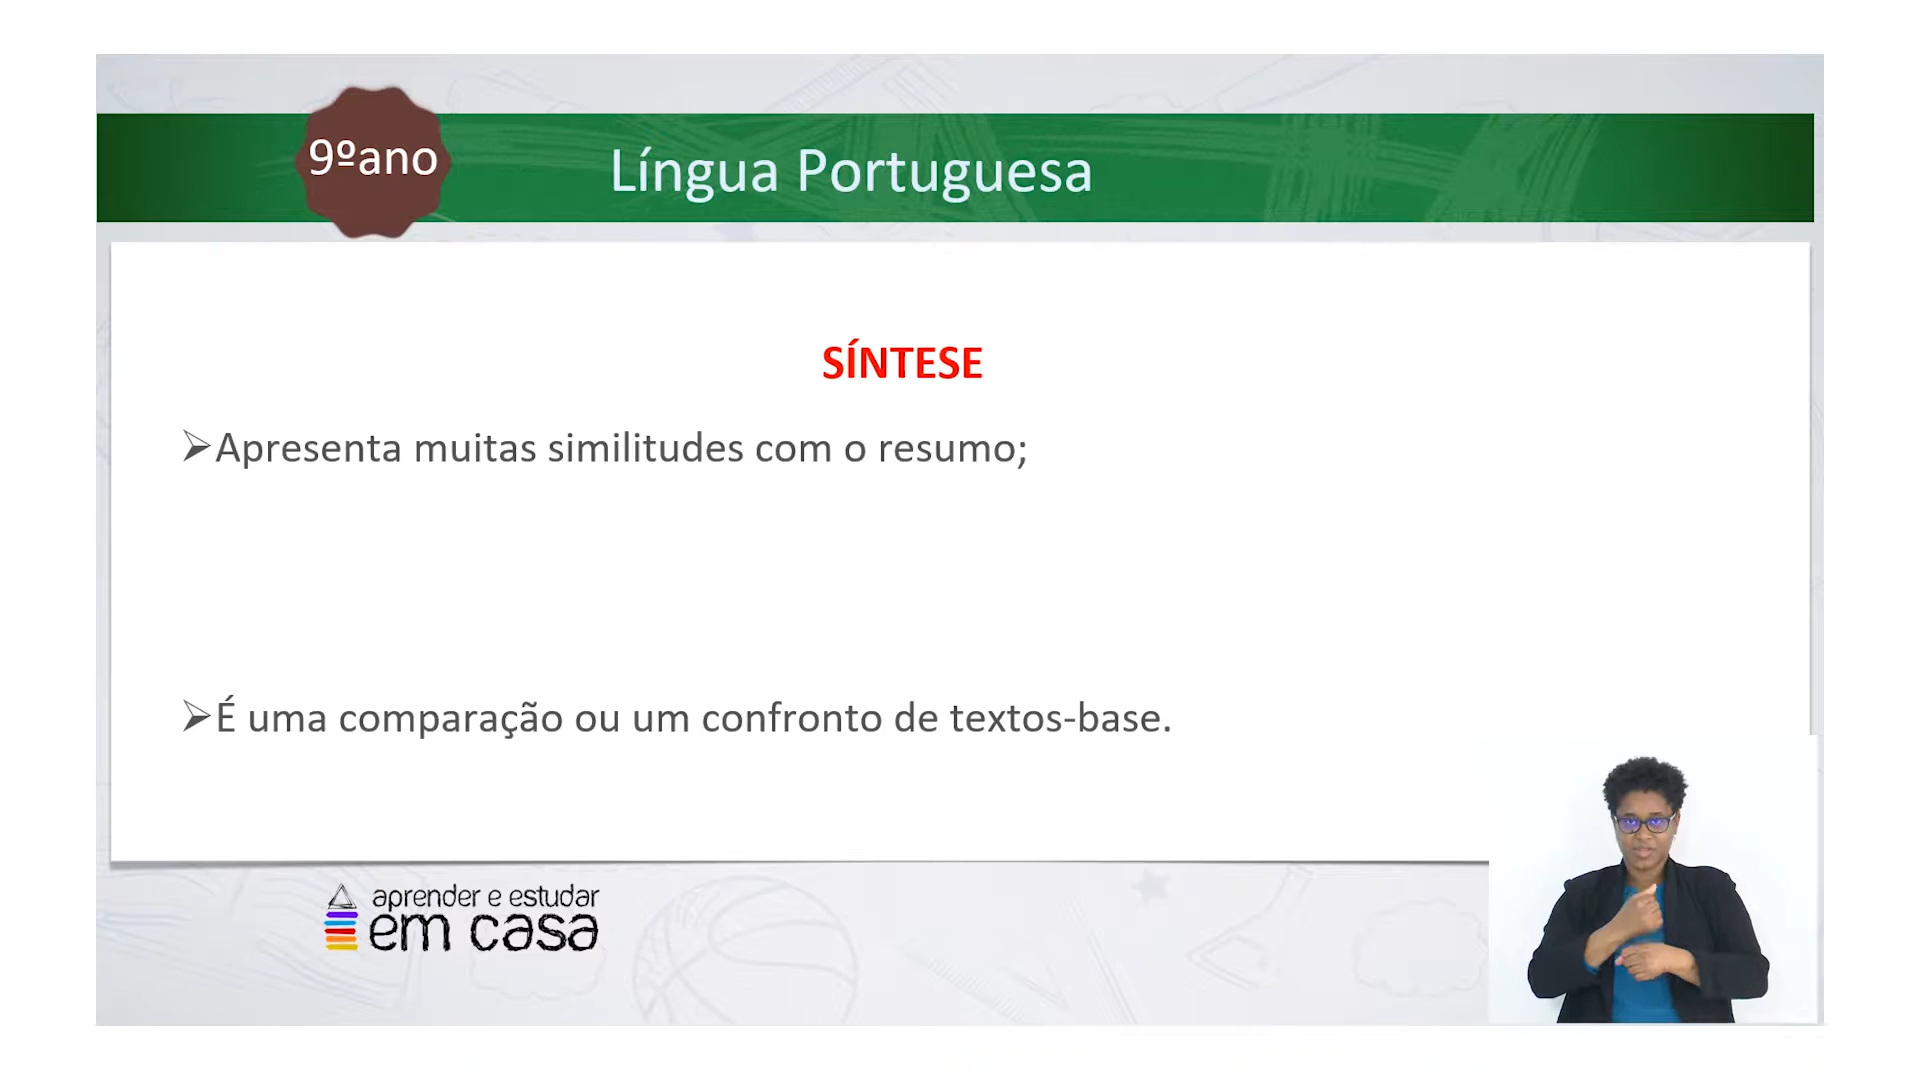 9ºano
Língua Portuguesa
SÍNTESE
➢Apresenta muitas similitudes com o resumo;
➢É uma comparação ou um confronto de textos-base.
aprender e estudar
em casa